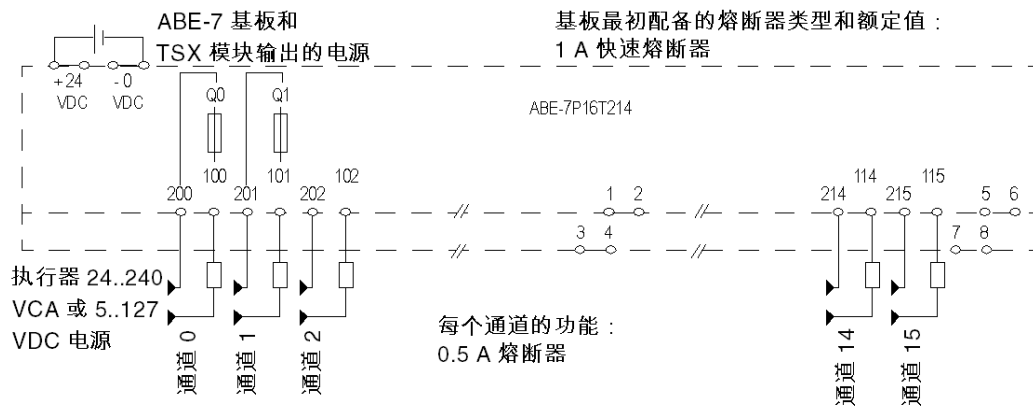 ABE-7 基板和
TSX 模块输出的电源
基板最初配备的熔断器类型和额定值：
1 A 快速熔断器
+24
VDC
- 0
VDC
Q0
Q1
ABE-7P16T214
200
100
201
101
202
102
1
2
214
114
215
115
5
6
3
4
7
8
执行器 24..240
VCA 或 5..127
VDC 电源
每个通道的功能：
0.5 A 熔断器
通道 0
通道 1
通道 2
通道 14
通道 15